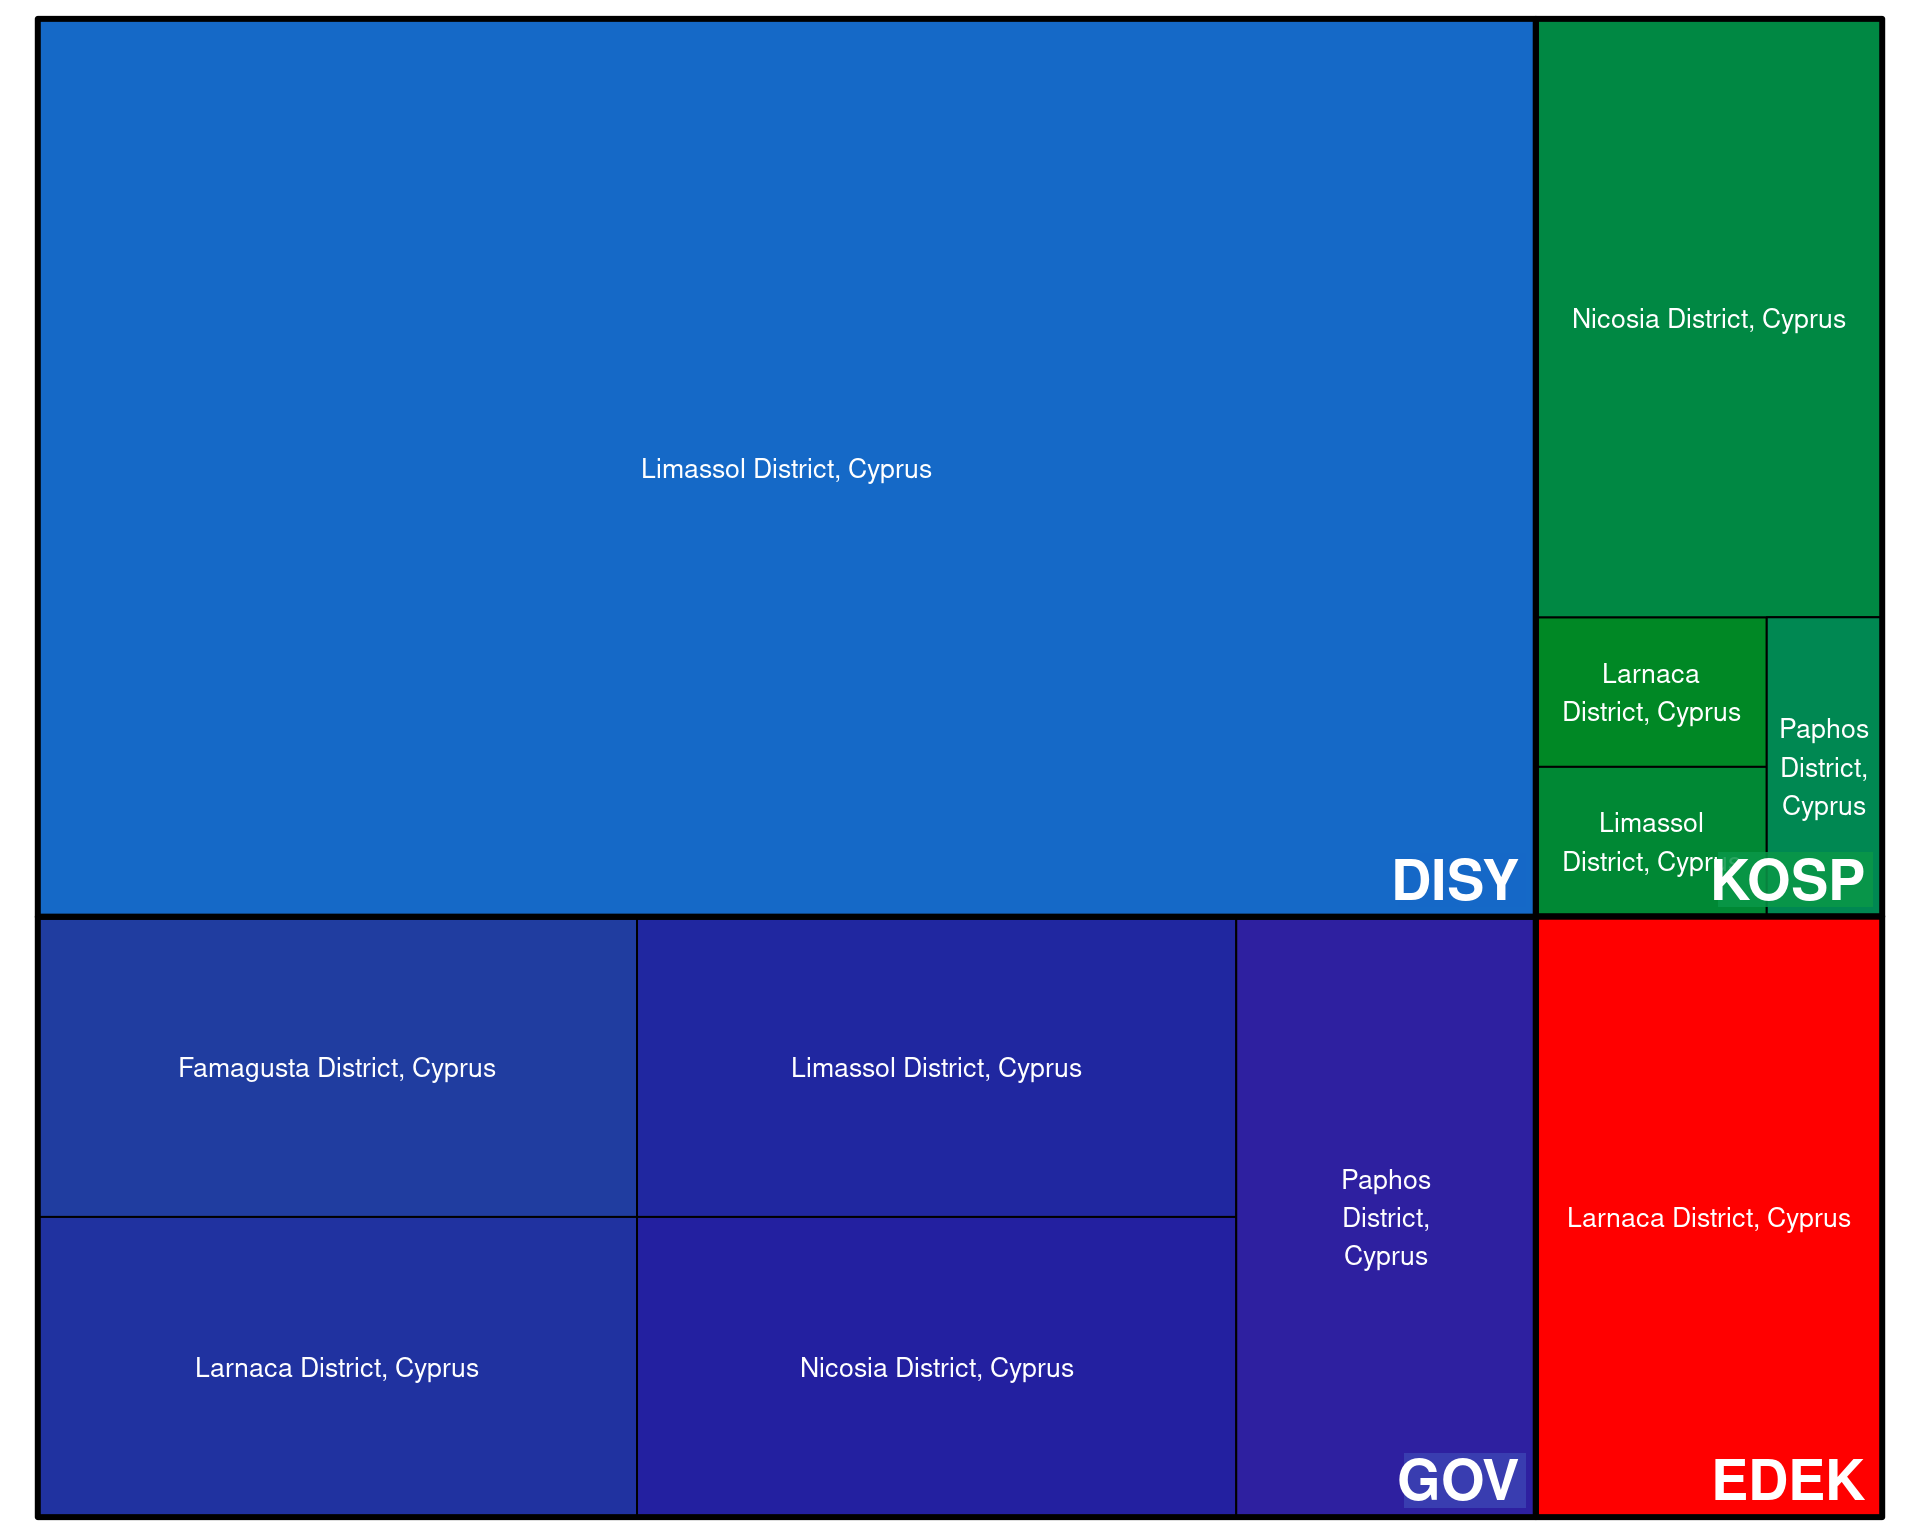 Limassol District, Cyprus
DISY
Nicosia District, Cyprus
Larnaca
District, Cyprus
Limassol
District, Cyprus
Paphos
District,
Cyprus
KOSP
Famagusta District, Cyprus
Limassol District, Cyprus
Larnaca District, Cyprus
Nicosia District, Cyprus
Paphos
District,
Cyprus
GOV
Larnaca District, Cyprus
EDEK